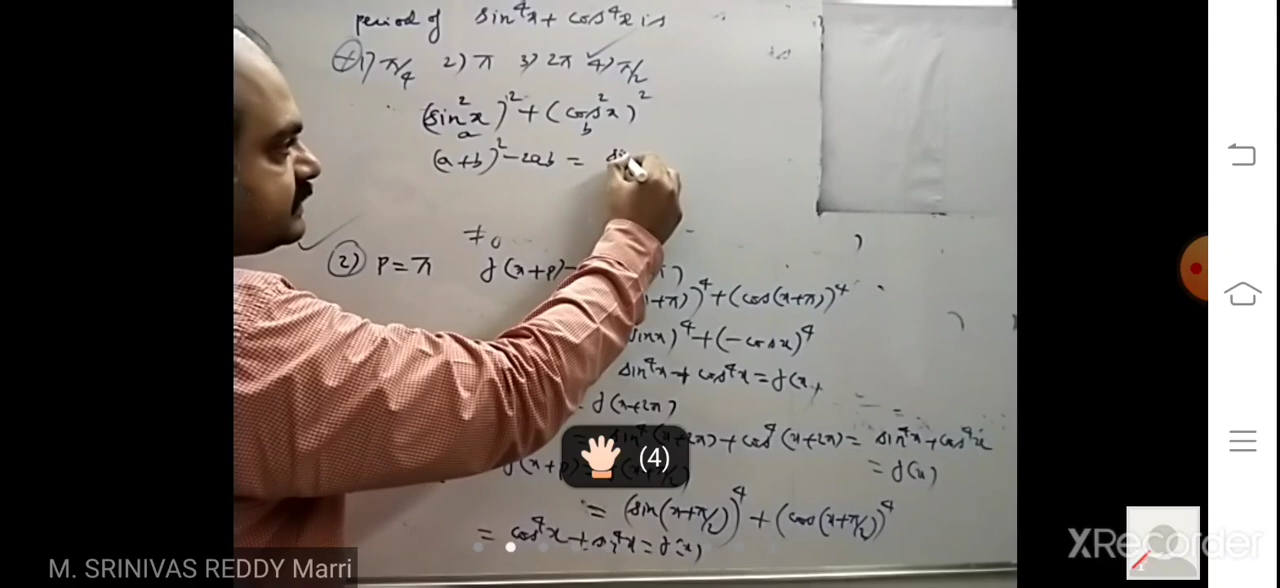 period of sin⁴x + cos⁴x is
1) π/4 2) π 3) 2π 4) π/2
(sin²x)² + (cos²x)²
a b
(a+b)² - 2ab =
≠ 0
2) P = π f(x+p)
+π))⁴ + (cos(x+π))⁴
sinx)⁴ + (-cosx)⁴
sin⁴x + cos⁴x = f(x)
f(x+2π)
= sin⁴(x+2π) + cos⁴(x+2π) = sin⁴x + cos⁴x
= f(x)
f(x+p)
= (sin(x+π/2))⁴ + (cos(x+π/2))⁴
= cos⁴x + sin⁴x = f(x)
(4)
XRecorder
M. SRINIVAS REDDY Marri